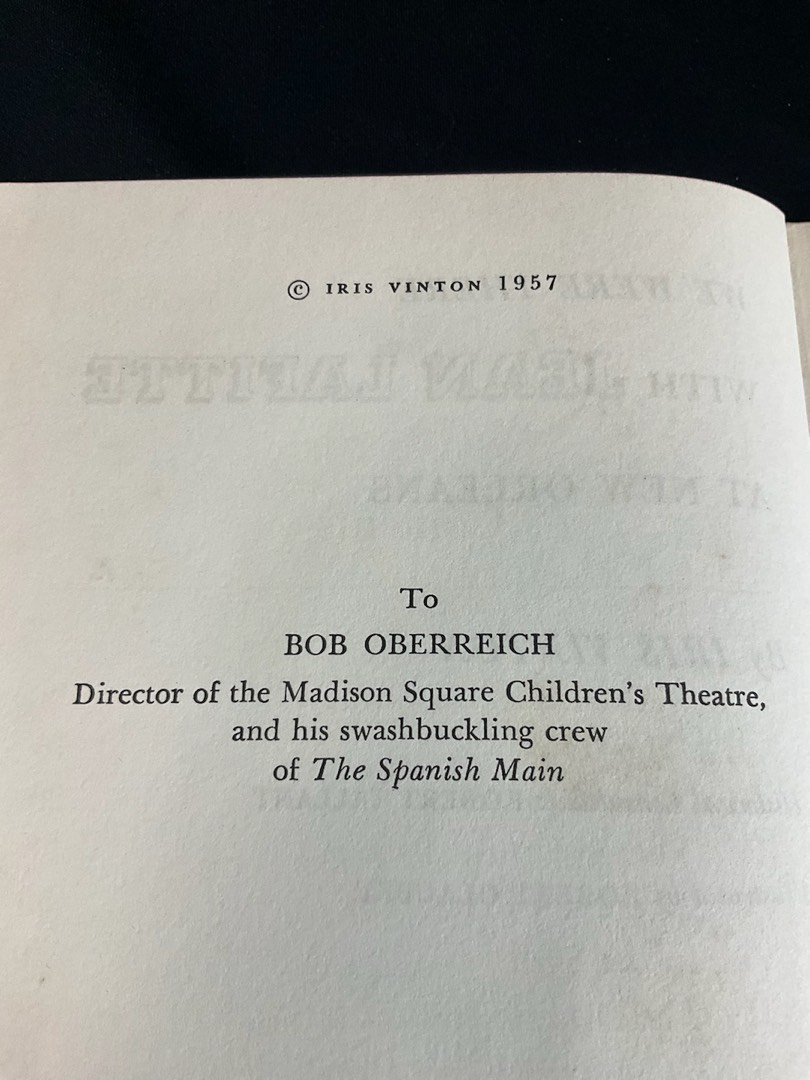 © IRIS VINTON 1957
To
BOB OBERREICH
Director of the Madison Square Children's Theatre,
and his swashbuckling crew
of The Spanish Main